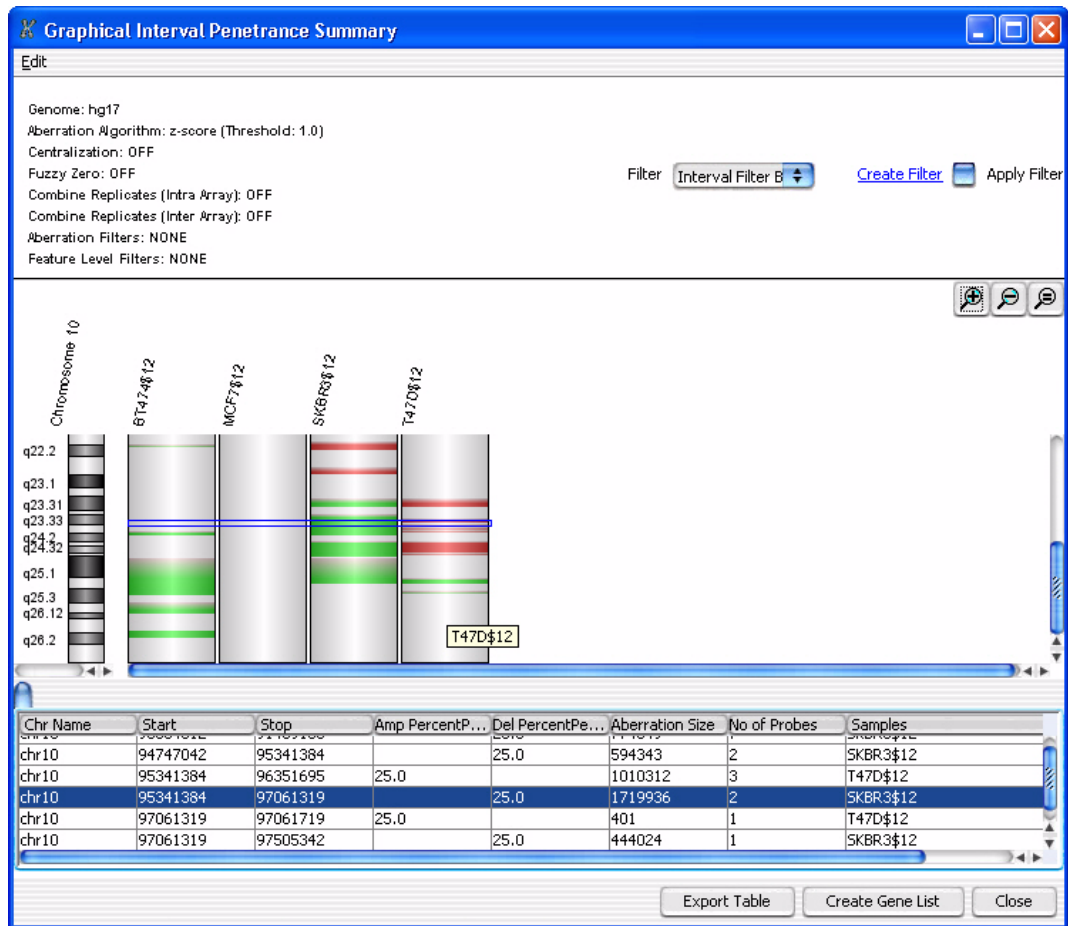 Graphical Interval Penetrance Summary
Edit
Genome: hg17
Aberration Algorithm: z-score (Threshold: 1.0)
Centralization: OFF
Fuzzy Zero: OFF
Combine Replicates (Intra Array): OFF
Combine Replicates (Inter Array): OFF
Aberration Filters: NONE
Feature Level Filters: NONE
Filter Interval Filter B Create Filter Apply Filter
Chromosome 10
BT474$12
MCF7$12
SKBR3$12
T47D$12
q22.2
q23.1
q23.31
q23.33
q24.2
q24.32
q25.1
q25.3
q26.12
q26.2
T47D$12
Chr Name Start Stop Amp PercentP... Del PercentPe... Aberration Size No of Probes Samples
chr10 94747042 95341384 25.0 594343 2 SKBR3$12
chr10 95341384 96351695 25.0 1010312 3 T47D$12
chr10 95341384 97061319 25.0 1719936 2 SKBR3$12
chr10 97061319 97061719 25.0 401 1 T47D$12
chr10 97061319 97505342 25.0 444024 1 SKBR3$12
Export Table Create Gene List Close